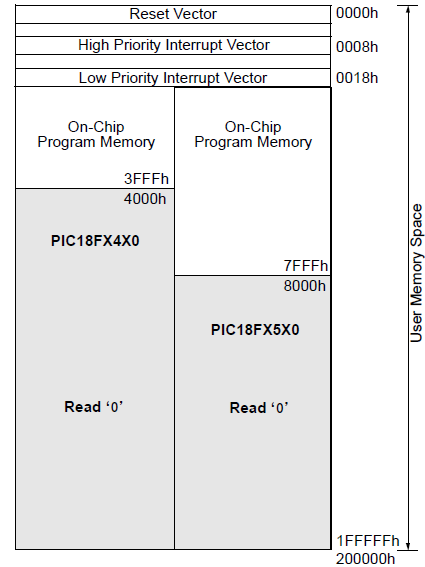 Reset Vector
0000h
High Priority Interrupt Vector
0008h
Low Priority Interrupt Vector
0018h
On-Chip
Program Memory
On-Chip
Program Memory
3FFFh
4000h
PIC18FX4X0
7FFFh
8000h
PIC18FX5X0
Read ‘0’
Read ‘0’
User Memory Space
1FFFFFh
200000h